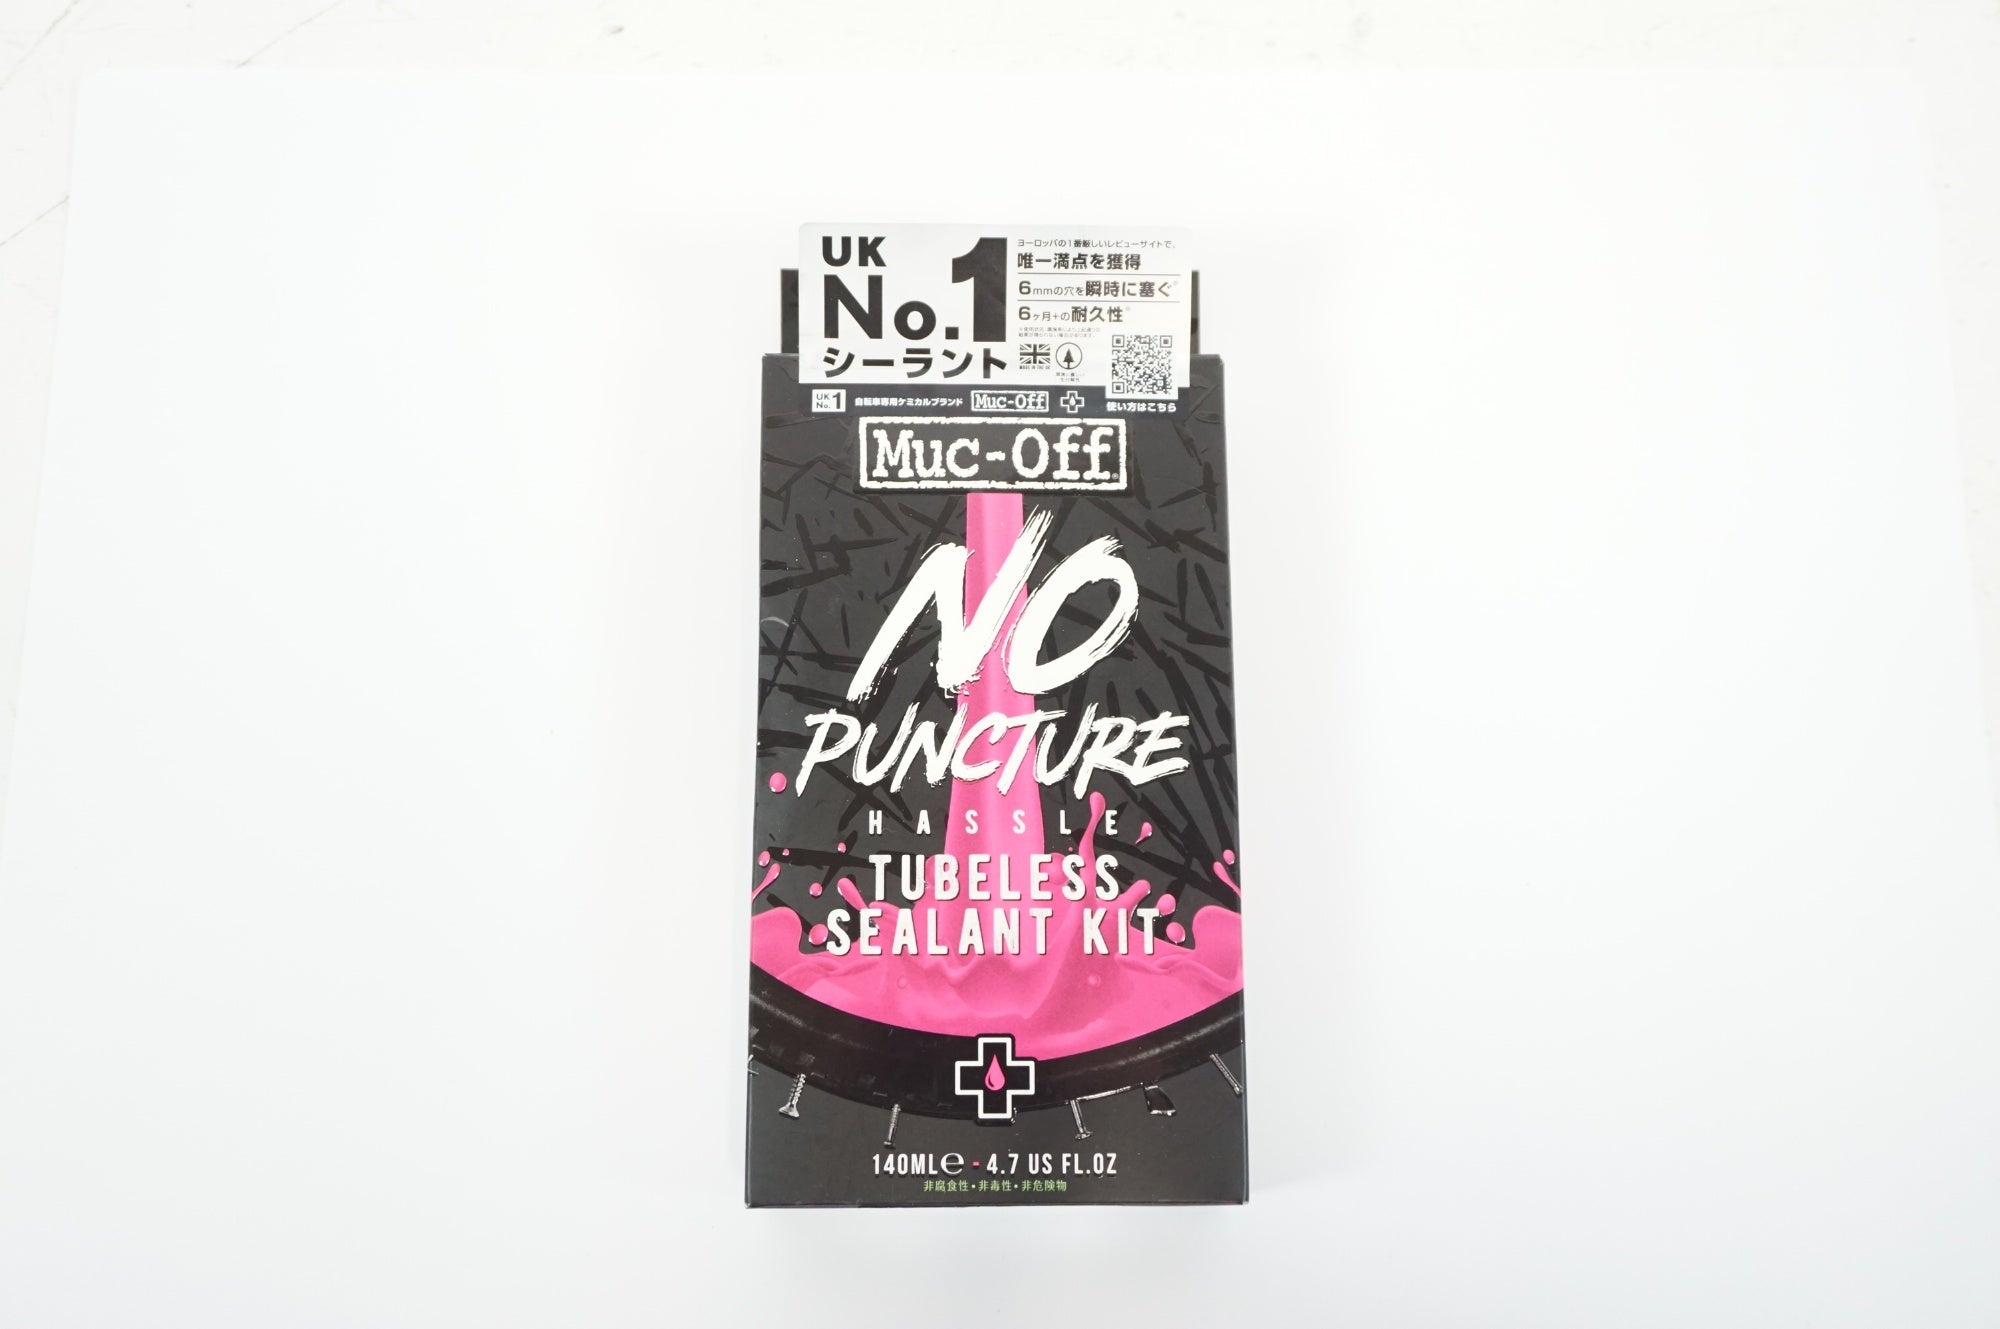 UK
No.1
シーラント
ヨーロッパの1番厳しいレビューサイトで、
唯一満点を獲得
6mmの穴を瞬時に塞ぐ※
6ヶ月+の耐久性※
MADE IN THE UK
UK No.1 自転車専用ケミカルブランド Muc-Off 使い方はこちら
Muc-Off
NO
PUNCTURE
HASSLE
TUBELESS
SEALANT KIT
140ML℮ - 4.7 US FL.OZ
非腐食性・非毒性・非危険物